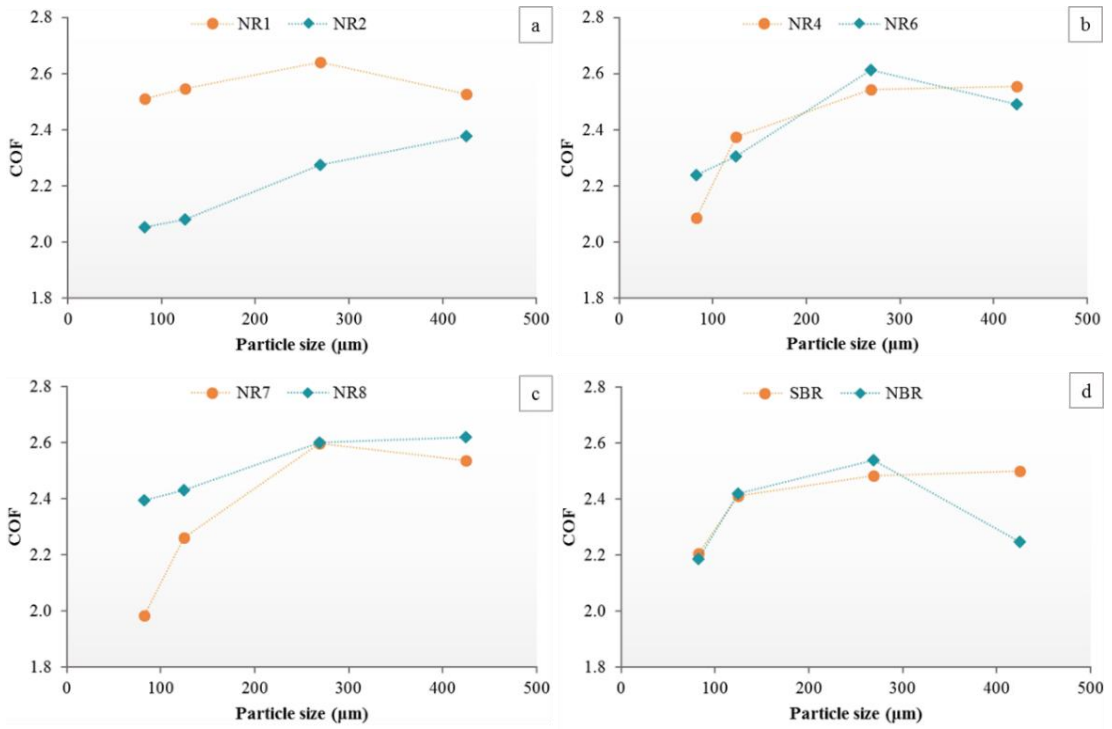 NR1 NR2
a
2.8
2.6
2.4
2.2
2.0
1.8
COF
0 100 200 300 400 500
Particle size (µm)
NR4 NR6
b
2.8
2.6
2.4
2.2
2.0
1.8
COF
0 100 200 300 400 500
Particle size (µm)
NR7 NR8
c
2.8
2.6
2.4
2.2
2.0
1.8
COF
0 100 200 300 400 500
Particle size (µm)
SBR NBR
d
2.8
2.6
2.4
2.2
2.0
1.8
COF
0 100 200 300 400 500
Particle size (µm)